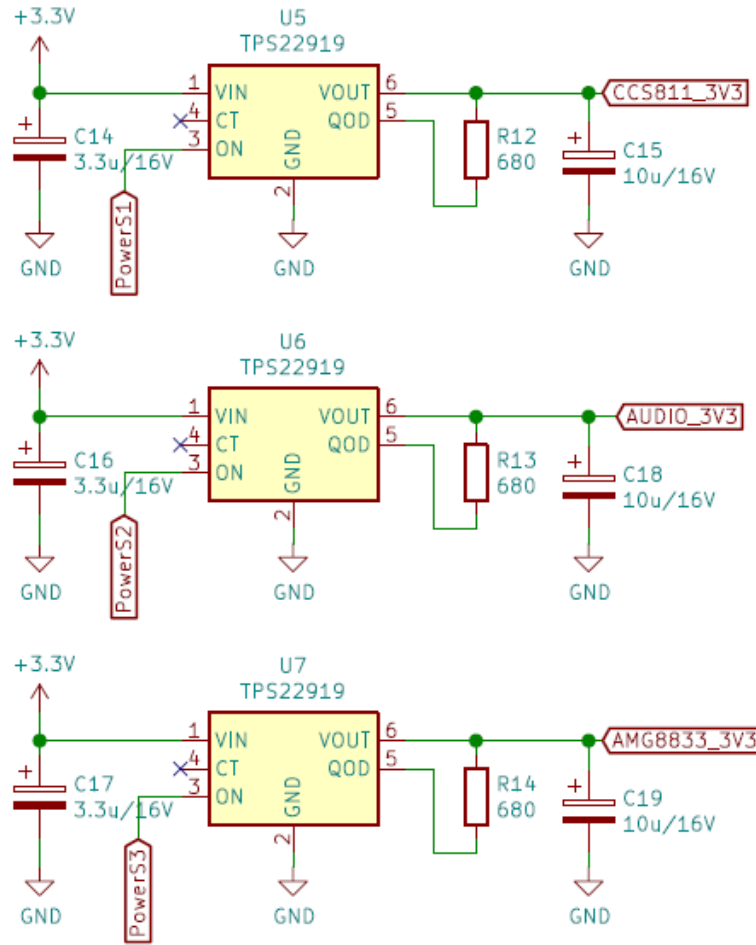 +3.3V
U5
TPS22919
1
VIN
VOUT
6
CCS811_3V3
4
CT
QOD
5
3
ON
GND
2
C14
3.3u/16V
R12
680
C15
10u/16V
PowerS1
GND
GND
GND
+3.3V
U6
TPS22919
1
VIN
VOUT
6
AUDIO_3V3
4
CT
QOD
5
3
ON
GND
2
C16
3.3u/16V
R13
680
C18
10u/16V
PowerS2
GND
GND
GND
+3.3V
U7
TPS22919
1
VIN
VOUT
6
AMG8833_3V3
4
CT
QOD
5
3
ON
GND
2
C17
3.3u/16V
R14
680
C19
10u/16V
PowerS3
GND
GND
GND